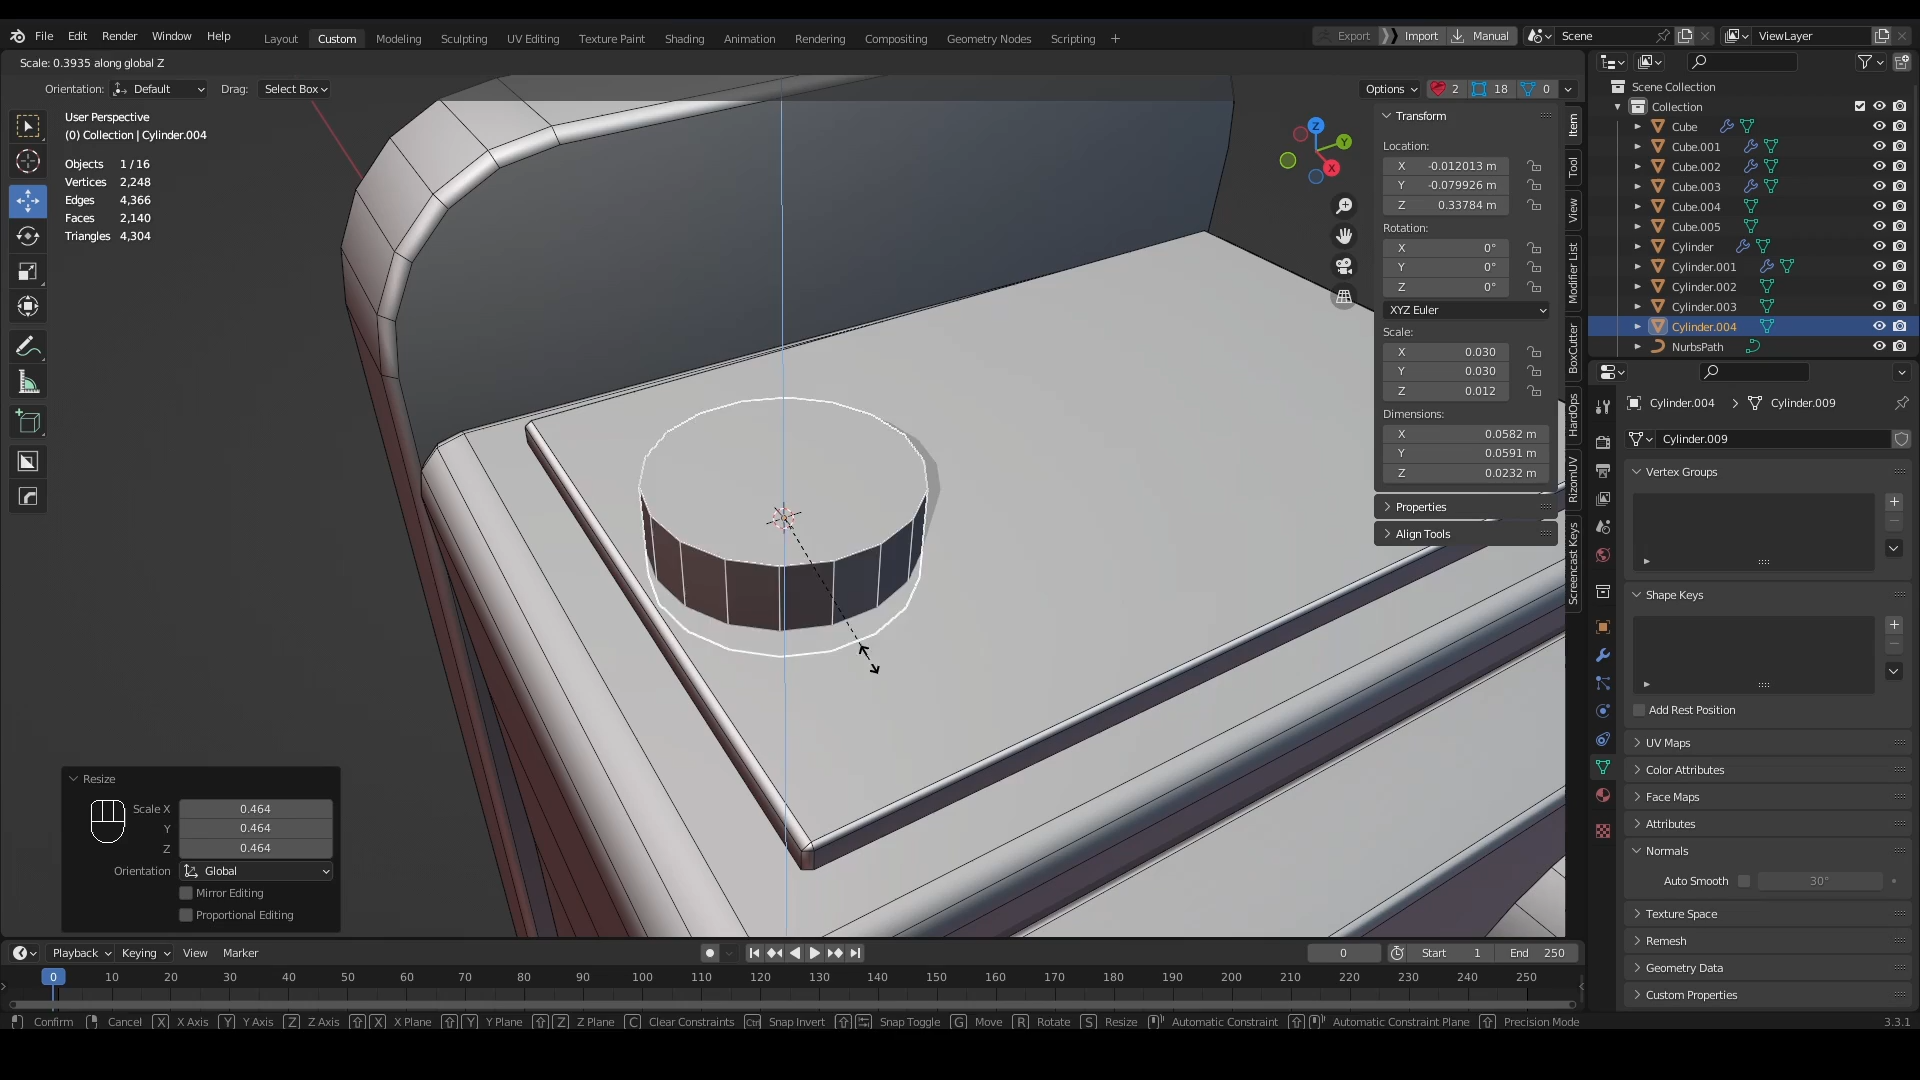 File Edit Render Window Help Layout Custom Modeling Sculpting UV Editing Texture Paint Shading Animation Rendering Compositing Geometry Nodes Scripting + Export Import Manual Scene ViewLayer
Scale: 0.3935 along global Z
Orientation: Default Drag: Select Box Options 2 18 0
User Perspective
(0) Collection | Cylinder.004
Objects 1 / 16
Vertices 2,248
Edges 4,366
Faces 2,140
Triangles 4,304
Z
Y
X
Transform
Location:
X -0.012013 m
Y -0.079926 m
Z 0.33784 m
Rotation:
X 0°
Y 0°
Z 0°
XYZ Euler
Scale:
X 0.030
Y 0.030
Z 0.012
Dimensions:
X 0.0582 m
Y 0.0591 m
Z 0.0232 m
Properties
Align Tools
Item
Tool
View
Modifier List
BoxCutter
HardOps
RizomUV
Screencast Keys
Scene Collection
Collection
Cube
Cube.001
Cube.002
Cube.003
Cube.004
Cube.005
Cylinder
Cylinder.001
Cylinder.002
Cylinder.003
Cylinder.004
NurbsPath
Cylinder.004 > Cylinder.009
Cylinder.009
Vertex Groups
Shape Keys
Add Rest Position
UV Maps
Color Attributes
Face Maps
Attributes
Normals
Auto Smooth 30°
Texture Space
Remesh
Geometry Data
Custom Properties
Resize
Scale X 0.464
Y 0.464
Z 0.464
Orientation Global
Mirror Editing
Proportional Editing
Playback Keying View Marker 0 Start 1 End 250
0 10 20 30 40 50 60 70 80 90 100 110 120 130 140 150 160 170 180 190 200 210 220 230 240 250
Confirm Cancel X X Axis Y Y Axis Z Z Axis X X Plane Y Y Plane Z Z Plane C Clear Constraints Ctrl Snap Invert Snap Toggle G Move R Rotate S Resize Automatic Constraint Automatic Constraint Plane Precision Mode 3.3.1